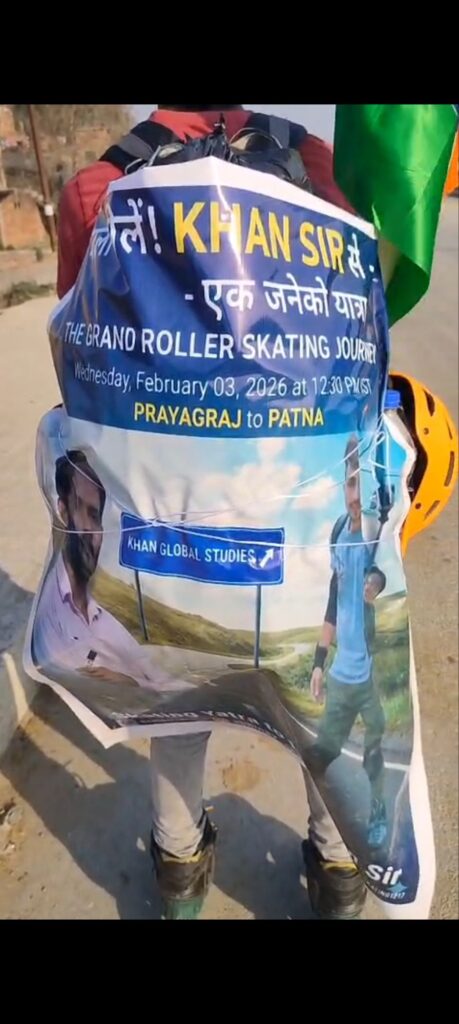 लें! KHAN SIR से -
- एक जनेको यात्रा
THE GRAND ROLLER SKATING JOURNEY
Wednesday, February 03, 2026 at 12:30 PM IST
PRAYAGRAJ to PATNA
KHAN GLOBAL STUDIES
sir